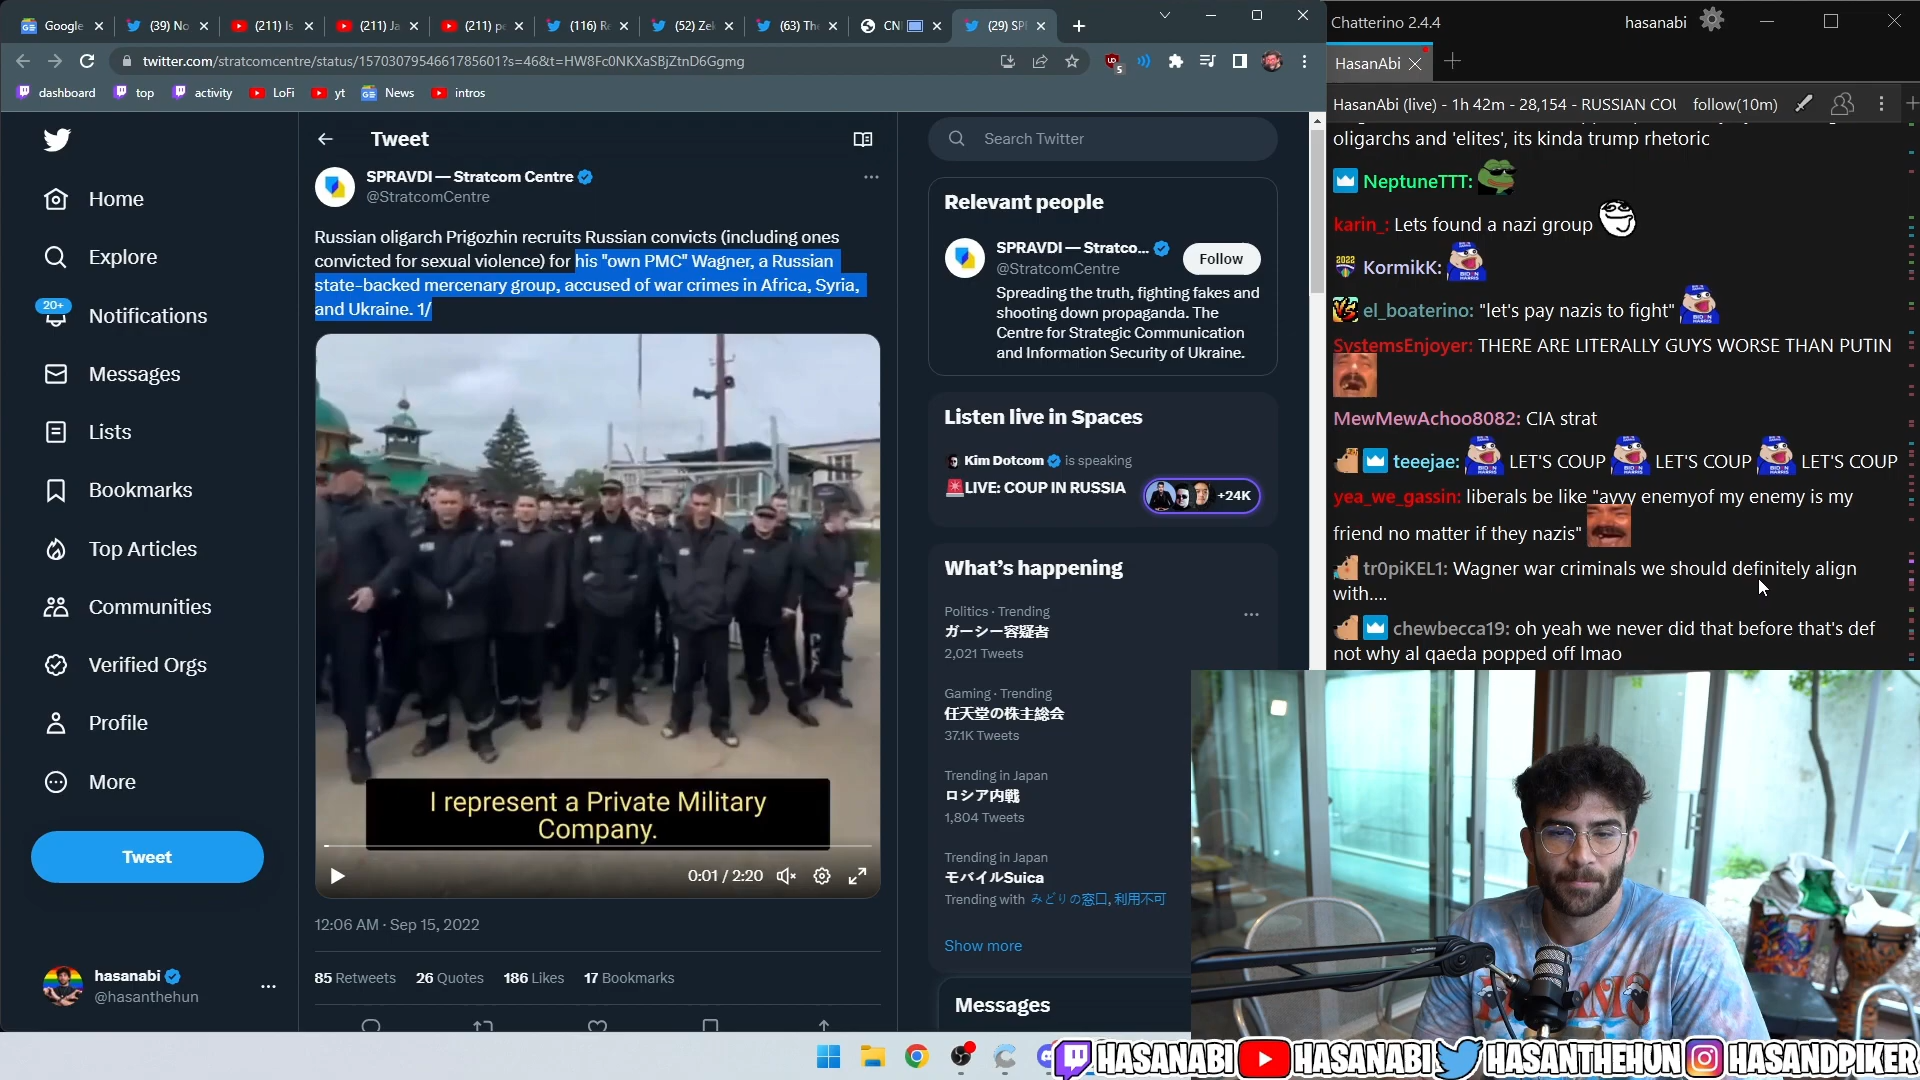 Google
(39) No
(211) Is
(211) Ja
(211) pe
(116) Re
(52) Zel
(63) The
CN
(29) SP
twitter.com/stratcomcentre/status/1570307954661785601?s=46&t=HW8Fc0NKXaSBjZtnD6Ggmg
dashboard
top
activity
LoFi
yt
News
intros
Home
Explore
20+
Notifications
Messages
Lists
Bookmarks
Top Articles
Communities
Verified Orgs
Profile
More
Tweet
hasanabi
@hasanthehun
Tweet
SPRAVDI — Stratcom Centre
@StratcomCentre
Russian oligarch Prigozhin recruits Russian convicts (including ones
convicted for sexual violence) for his "own PMC" Wagner, a Russian
state-backed mercenary group, accused of war crimes in Africa, Syria,
and Ukraine. 1/
I represent a Private Military
Company.
0:01 / 2:20
12:06 AM · Sep 15, 2022
85 Retweets 26 Quotes 186 Likes 17 Bookmarks
Search Twitter
Relevant people
SPRAVDI — Stratco...
@StratcomCentre
Follow
Spreading the truth, fighting fakes and
shooting down propaganda. The
Centre for Strategic Communication
and Information Security of Ukraine.
Listen live in Spaces
Kim Dotcom is speaking
LIVE: COUP IN RUSSIA
+24K
What's happening
Politics · Trending
ガーシー容疑者
2,021 Tweets
Gaming · Trending
任天堂の株主総会
37.1K Tweets
Trending in Japan
ロシア内戦
1,804 Tweets
Trending in Japan
モバイルSuica
Trending with みどりの窓口, 利用不可
Show more
Messages
Chatterino 2.4.4
hasanabi
HasanAbi
HasanAbi (live) - 1h 42m - 28,154 - RUSSIAN COU
follow(10m)
oligarchs and 'elites', its kinda trump rhetoric
NeptuneTTT:
karin_: Lets found a nazi group
KormikK:
el_boaterino: "let's pay nazis to fight"
SystemsEnjoyer: THERE ARE LITERALLY GUYS WORSE THAN PUTIN
MewMewAchoo8082: CIA strat
teeejae: LET'S COUP LET'S COUP LET'S COUP
yea_we_gassin: liberals be like "ayyy enemyof my enemy is my
friend no matter if they nazis"
tr0piKEL1: Wagner war criminals we should definitely align
with....
chewbecca19: oh yeah we never did that before that's def
not why al qaeda popped off lmao
HASANABI
HASANABI
HASANTHEHUN
HASANDPIKER